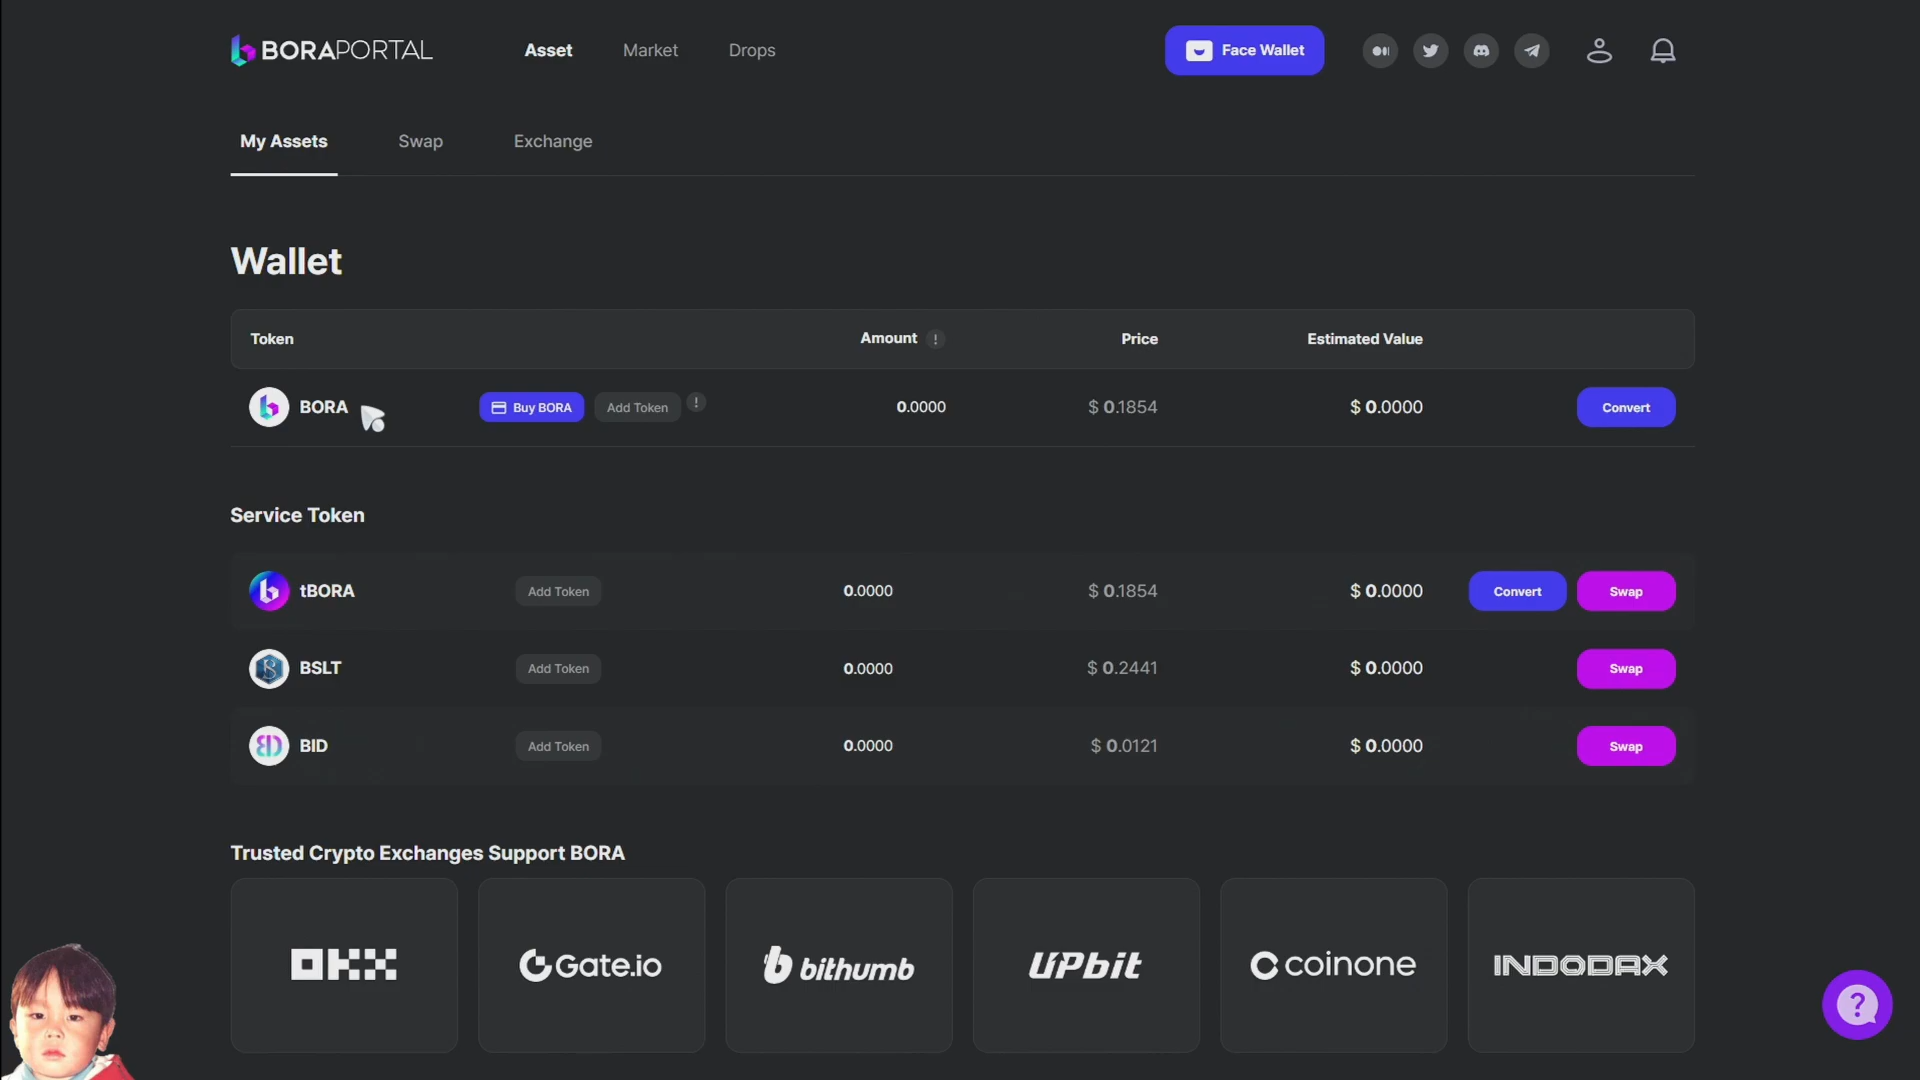 BORAPORTAL
Asset Market Drops
Face Wallet
My Assets Swap Exchange
Wallet
Token Amount ! Price Estimated Value
BORA Buy BORA Add Token ! 0.0000 $ 0.1854 $ 0.0000 Convert
Service Token
tBORA Add Token 0.0000 $ 0.1854 $ 0.0000 Convert Swap
BSLT Add Token 0.0000 $ 0.2441 $ 0.0000 Swap
BID Add Token 0.0000 $ 0.0121 $ 0.0000 Swap
Trusted Crypto Exchanges Support BORA
OKX Gate.io bithumb UPbit coinone INDODAX
?